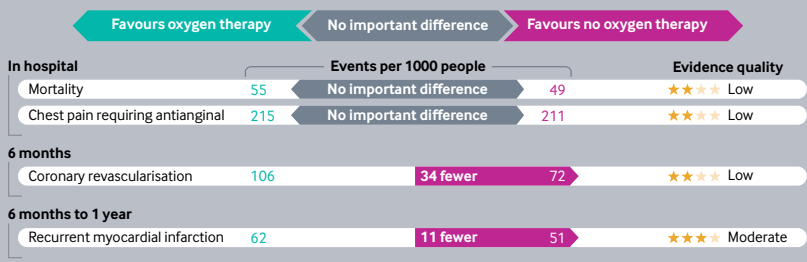 Favours oxygen therapy No important difference Favours no oxygen therapy
In hospital Events per 1000 people Evidence quality
Mortality 55 No important difference 49 Low
Chest pain requiring antianginal 215 No important difference 211 Low
6 months
Coronary revascularisation 106 34 fewer 72 Low
6 months to 1 year
Recurrent myocardial infarction 62 11 fewer 51 Moderate